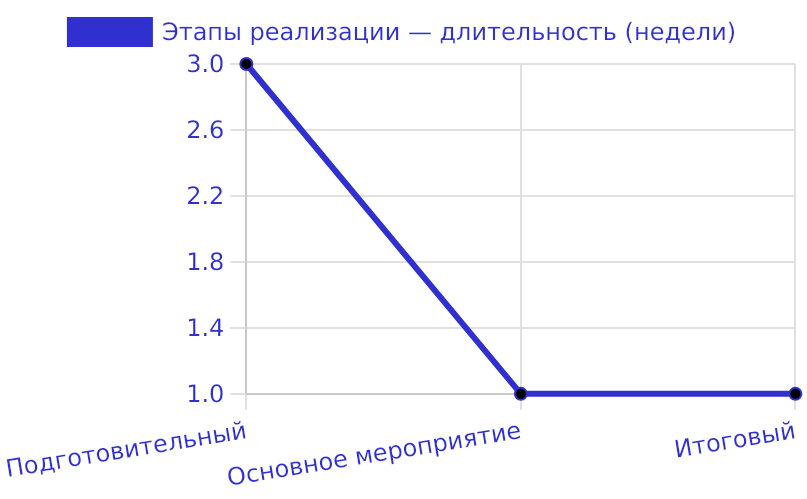 Этапы реализации — длительность (недели)
3.0
2.6
2.2
1.8
1.4
1.0
Подготовительный
Основное мероприятие
Итоговый